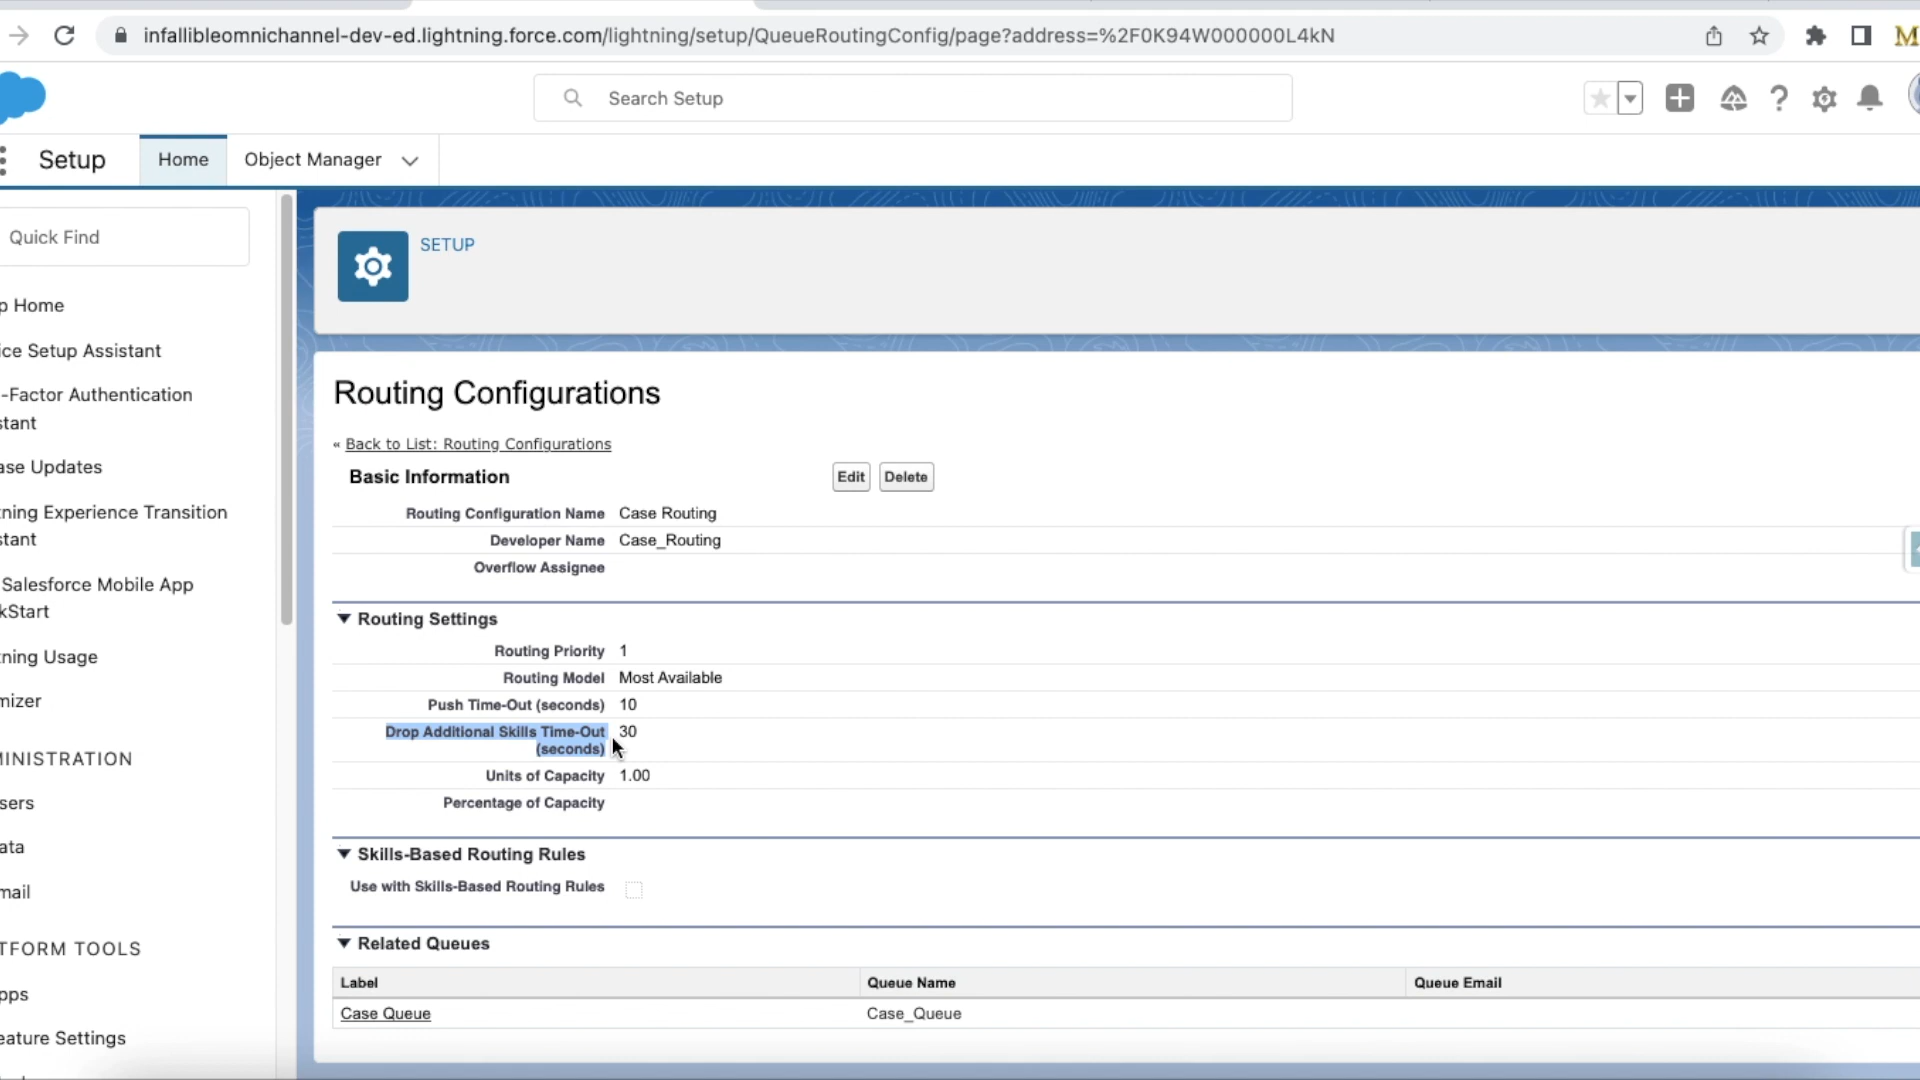 infallibleomnichannel-dev-ed.lightning.force.com/lightning/setup/QueueRoutingConfig/page?address=%2F0K94W000000L4kN
M
Search Setup
Setup
Home
Object Manager
Quick Find
SETUP
p Home
ice Setup Assistant
-Factor Authentication
stant
ase Updates
tning Experience Transition
stant
Salesforce Mobile App
kStart
tning Usage
mizer
MINISTRATION
sers
ata
mail
TFORM TOOLS
pps
eature Settings
Routing Configurations
« Back to List: Routing Configurations
Basic Information
Edit
Delete
Routing Configuration Name Case Routing
Developer Name Case_Routing
Overflow Assignee
Routing Settings
Routing Priority 1
Routing Model Most Available
Push Time-Out (seconds) 10
Drop Additional Skills Time-Out 30
(seconds)
Units of Capacity 1.00
Percentage of Capacity
Skills-Based Routing Rules
Use with Skills-Based Routing Rules
Related Queues
Label Queue Name Queue Email
Case Queue Case_Queue